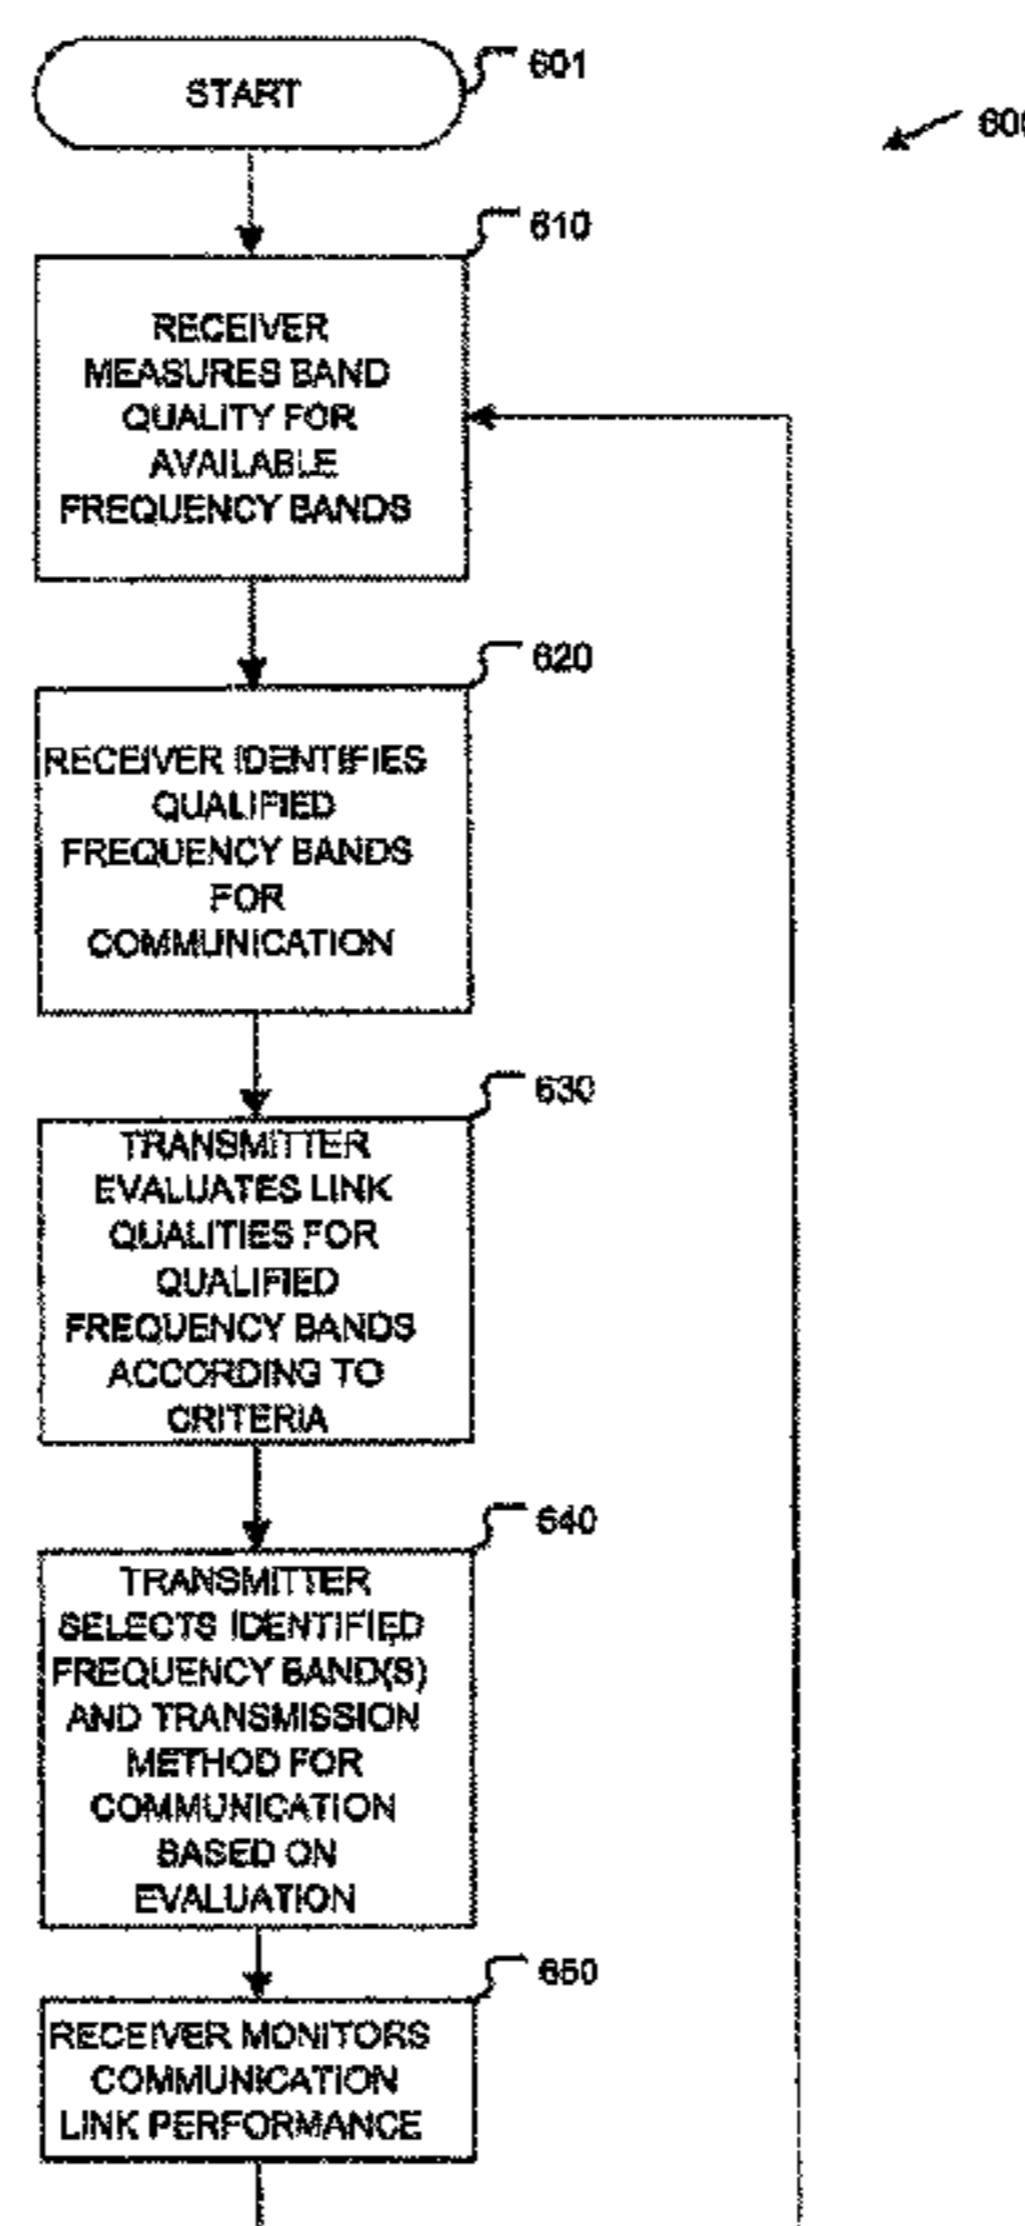 START
601
600
610
RECEIVER
MEASURES BAND
QUALITY FOR
AVAILABLE
FREQUENCY BANDS
620
RECEIVER IDENTIFIES
QUALIFIED
FREQUENCY BANDS
FOR
COMMUNICATION
630
TRANSMITTER
EVALUATES LINK
QUALITIES FOR
QUALIFIED
FREQUENCY BANDS
ACCORDING TO
CRITERIA
640
TRANSMITTER
SELECTS IDENTIFIED
FREQUENCY BAND(S)
AND TRANSMISSION
METHOD FOR
COMMUNICATION
BASED ON
EVALUATION
650
RECEIVER MONITORS
COMMUNICATION
LINK PERFORMANCE